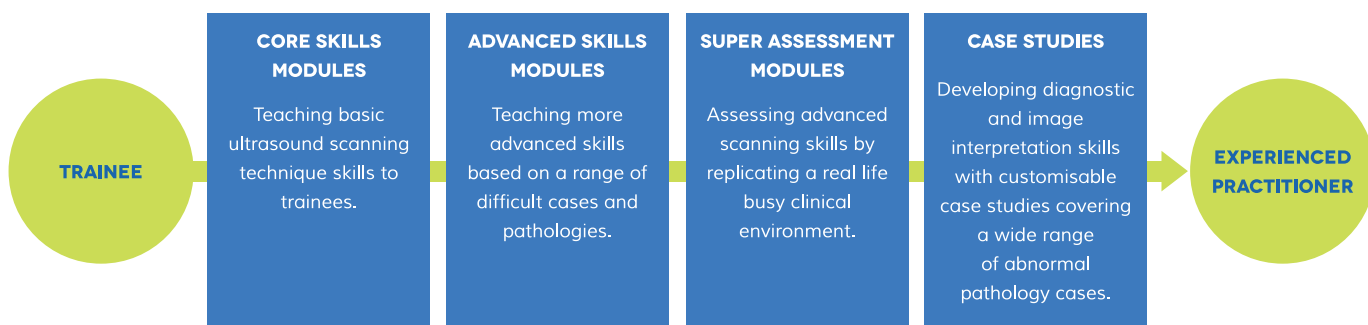 TRAINEE
CORE SKILLS
MODULES
Teaching basic
ultrasound scanning
technique skills to
trainees.
ADVANCED SKILLS
MODULES
Teaching more
advanced skills
based on a range of
difficult cases and
pathologies.
SUPER ASSESSMENT
MODULES
Assessing advanced
scanning skills by
replicating a real life
busy clinical
environment.
CASE STUDIES
Developing diagnostic
and image
interpretation skills
with customisable
case studies covering
a wide range
of abnormal
pathology cases.
EXPERIENCED
PRACTITIONER